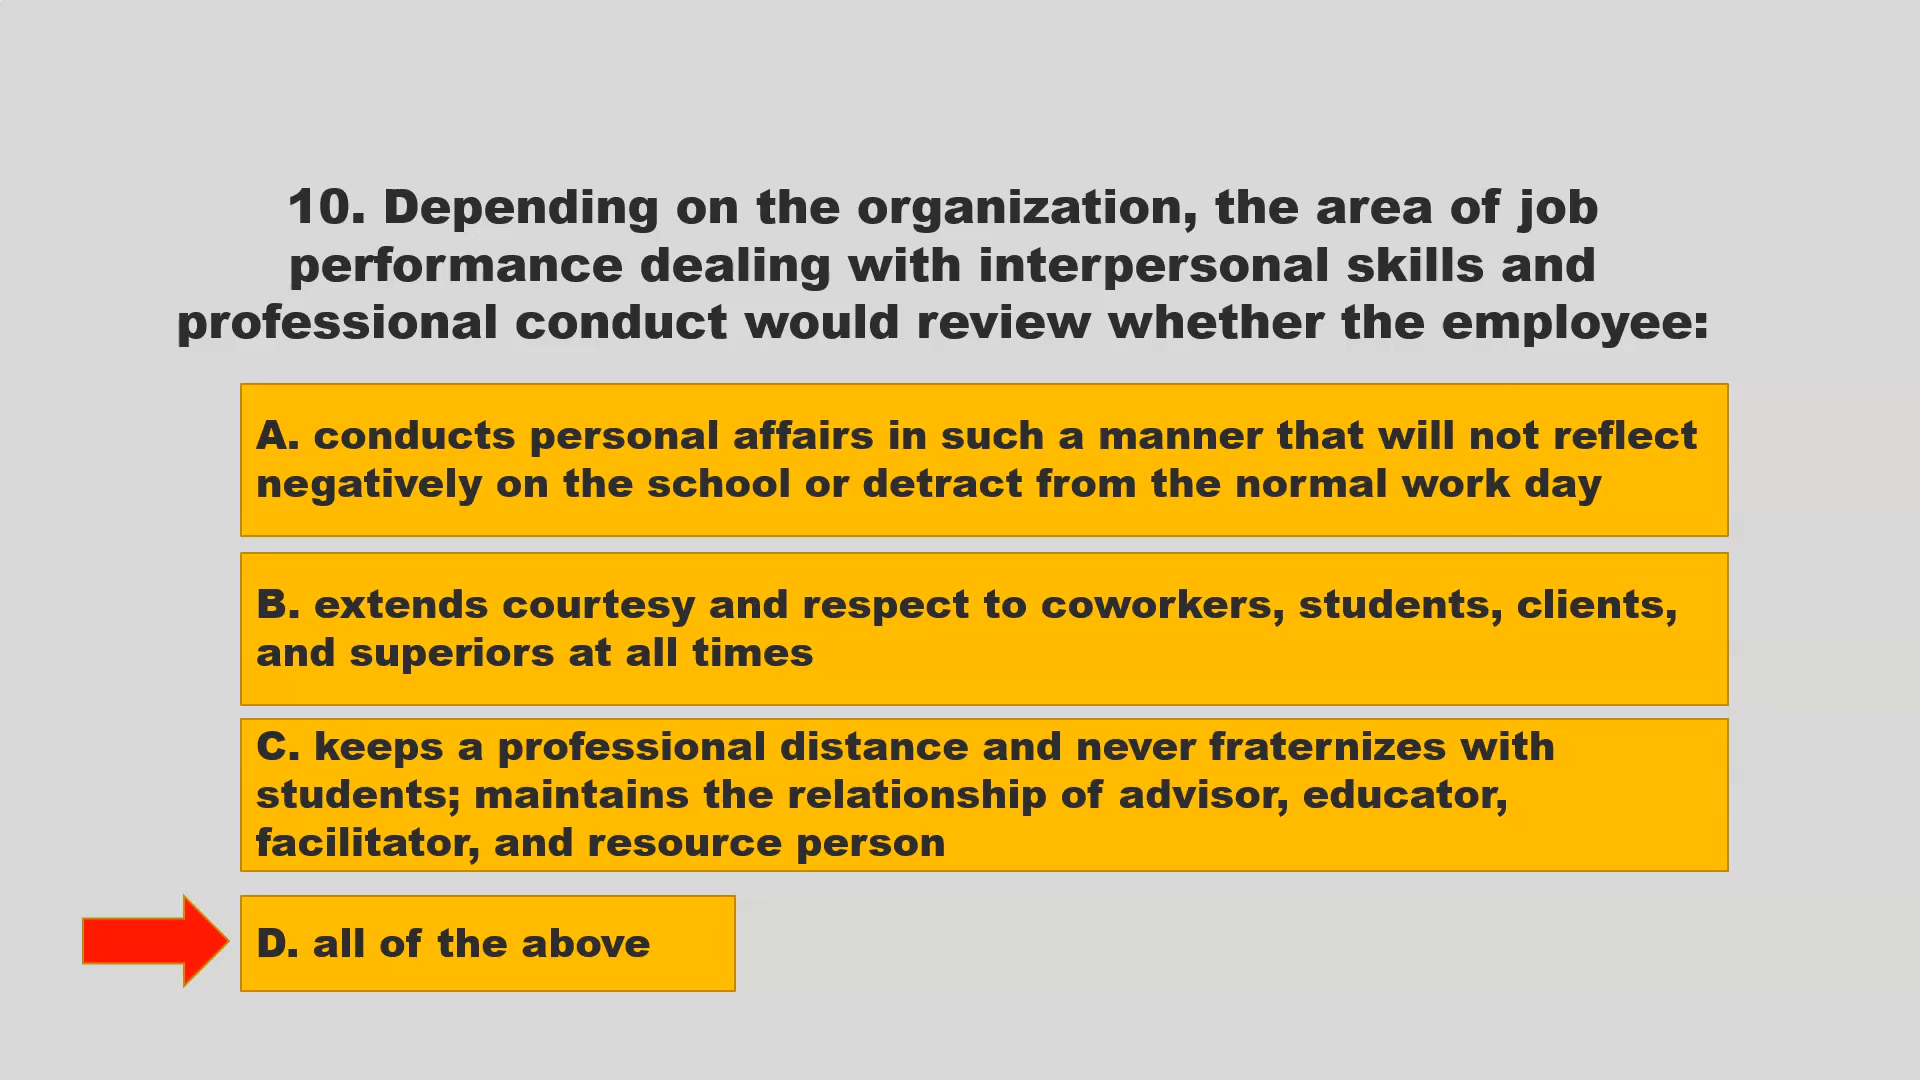 10. Depending on the organization, the area of job
performance dealing with interpersonal skills and
professional conduct would review whether the employee:
A. conducts personal affairs in such a manner that will not reflect
negatively on the school or detract from the normal work day
B. extends courtesy and respect to coworkers, students, clients,
and superiors at all times
C. keeps a professional distance and never fraternizes with
students; maintains the relationship of advisor, educator,
facilitator, and resource person
D. all of the above